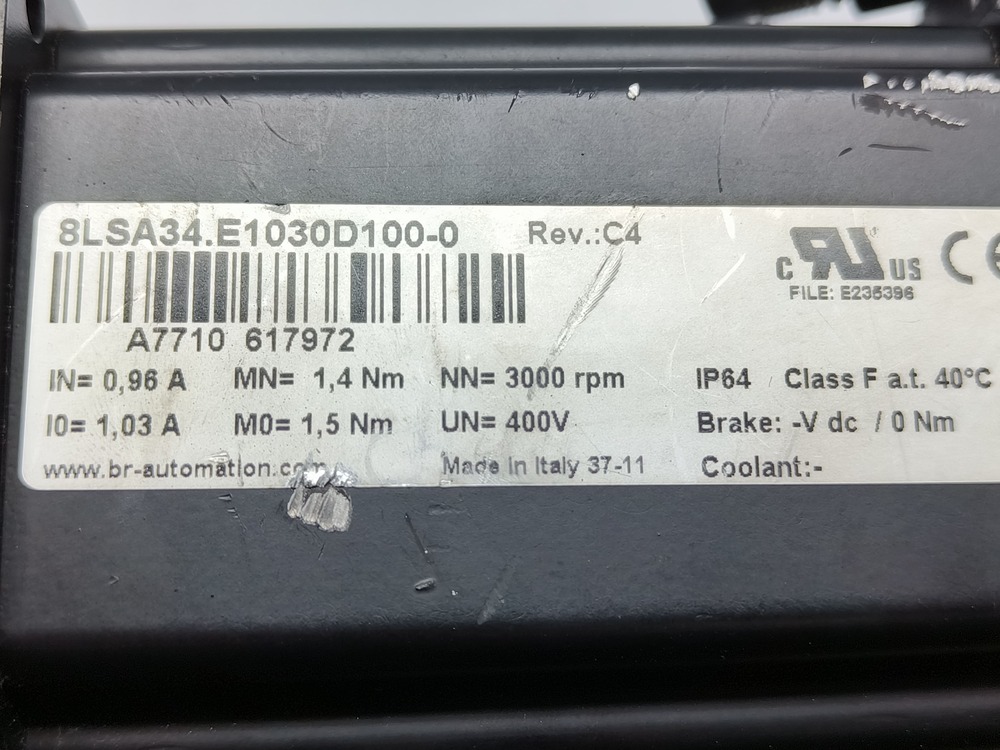 8LSA34.E1030D100-0 Rev.:C4
c RU US CE
FILE: E235396
A7710 617972
IN= 0,96 A MN= 1,4 Nm NN= 3000 rpm IP64 Class F a.t. 40°C
I0= 1,03 A M0= 1,5 Nm UN= 400V Brake: -V dc / 0 Nm
www.br-automation.com Made in Italy 37-11 Coolant:-